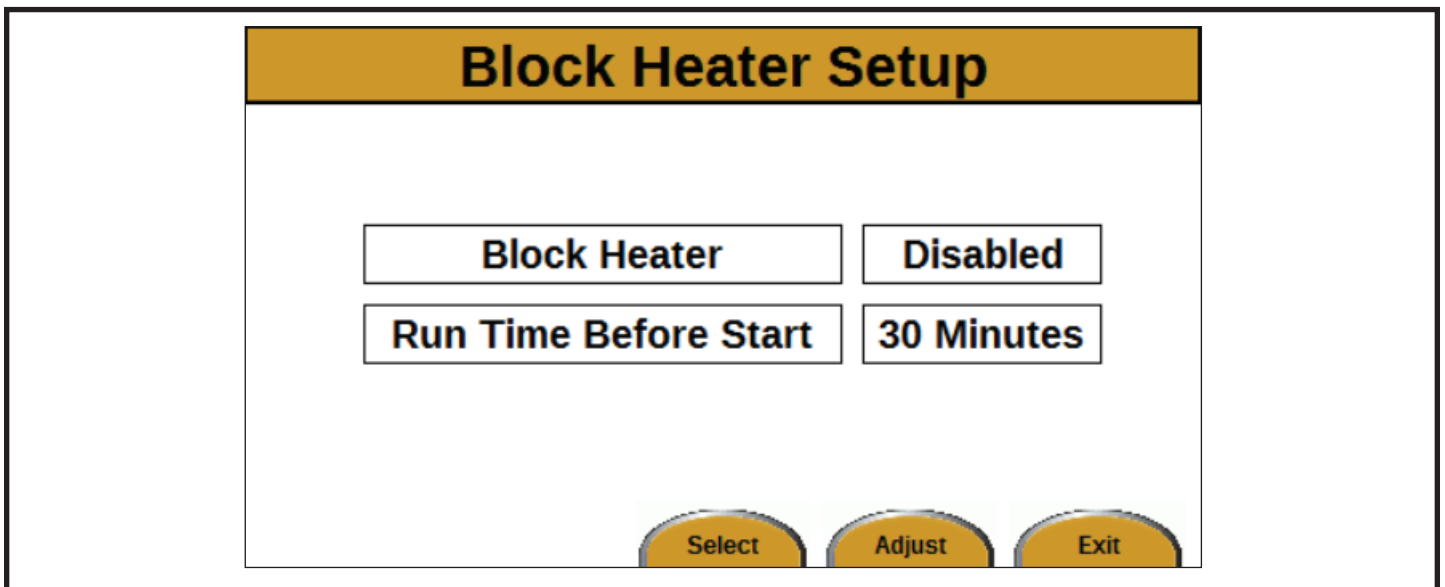 Block Heater Setup
Block Heater Disabled
Run Time Before Start 30 Minutes
Select Adjust Exit